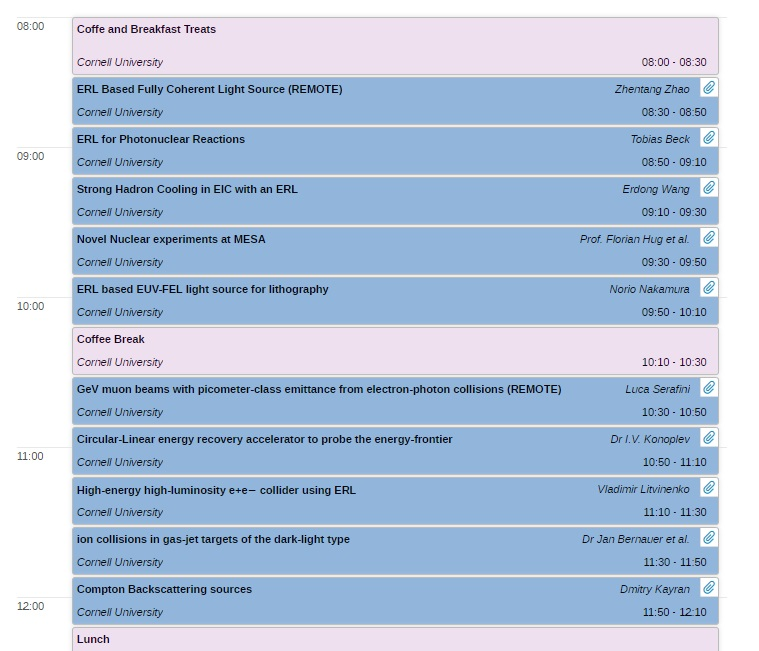 08:00
Coffe and Breakfast Treats
Cornell University 08:00 - 08:30
ERL Based Fully Coherent Light Source (REMOTE) Zhentang Zhao
Cornell University 08:30 - 08:50
ERL for Photonuclear Reactions Tobias Beck
09:00
Cornell University 08:50 - 09:10
Strong Hadron Cooling in EIC with an ERL Erdong Wang
Cornell University 09:10 - 09:30
Novel Nuclear experiments at MESA Prof. Florian Hug et al.
Cornell University 09:30 - 09:50
ERL based EUV-FEL light source for lithography Norio Nakamura
10:00
Cornell University 09:50 - 10:10
Coffee Break
Cornell University 10:10 - 10:30
GeV muon beams with picometer-class emittance from electron-photon collisions (REMOTE) Luca Serafini
Cornell University 10:30 - 10:50
Circular-Linear energy recovery accelerator to probe the energy-frontier Dr I.V. Konoplev
11:00
Cornell University 10:50 - 11:10
High-energy high-luminosity e+e− collider using ERL Vladimir Litvinenko
Cornell University 11:10 - 11:30
ion collisions in gas-jet targets of the dark-light type Dr Jan Bernauer et al.
Cornell University 11:30 - 11:50
Compton Backscattering sources Dmitry Kayran
12:00
Cornell University 11:50 - 12:10
Lunch